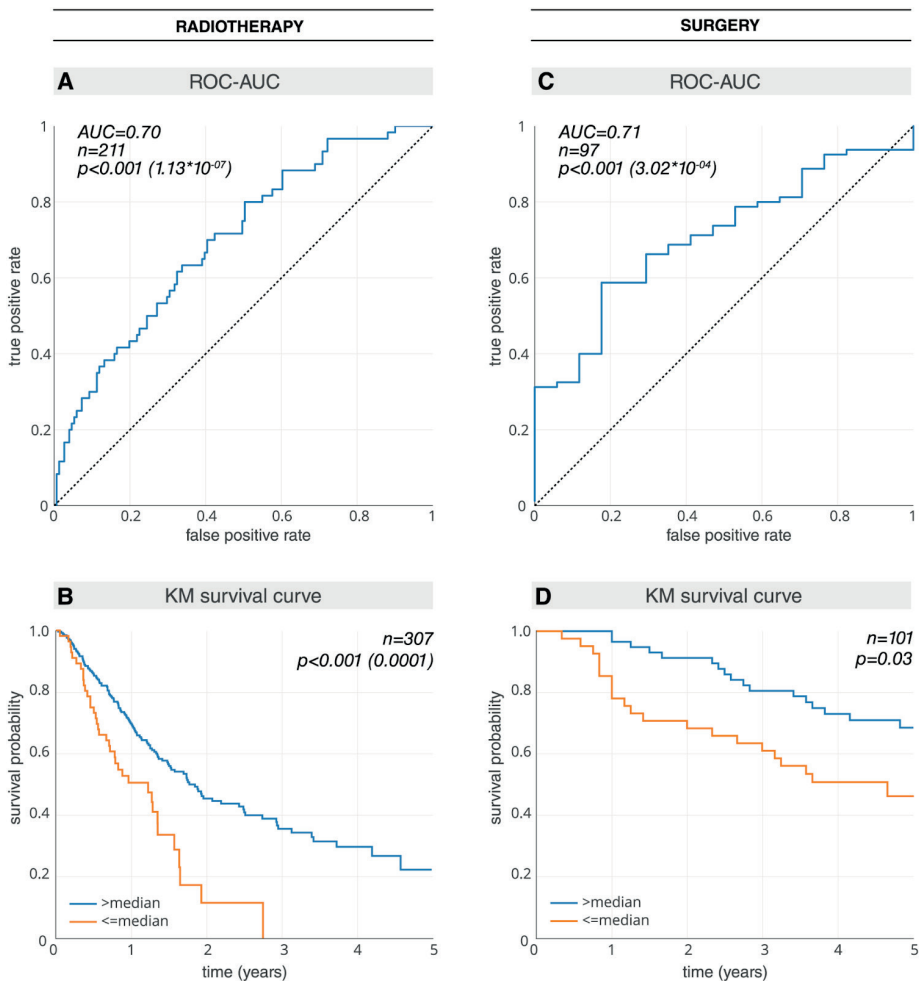 RADIOTHERAPY
SURGERY
A ROC-AUC
C ROC-AUC
AUC=0.70
n=211
p<0.001 (1.13*10⁻⁰⁷)
AUC=0.71
n=97
p<0.001 (3.02*10⁻⁰⁴)
true positive rate
1
0.8
0.6
0.4
0.2
0
0 0.2 0.4 0.6 0.8 1
false positive rate
true positive rate
1
0.8
0.6
0.4
0.2
0
0 0.2 0.4 0.6 0.8 1
false positive rate
B KM survival curve
D KM survival curve
n=307
p<0.001 (0.0001)
n=101
p=0.03
survival probability
1.0
0.8
0.6
0.4
0.2
0
>median
<=median
0 1 2 3 4 5
time (years)
survival probability
1.0
0.8
0.6
0.4
0.2
0
>median
<=median
0 1 2 3 4 5
time (years)